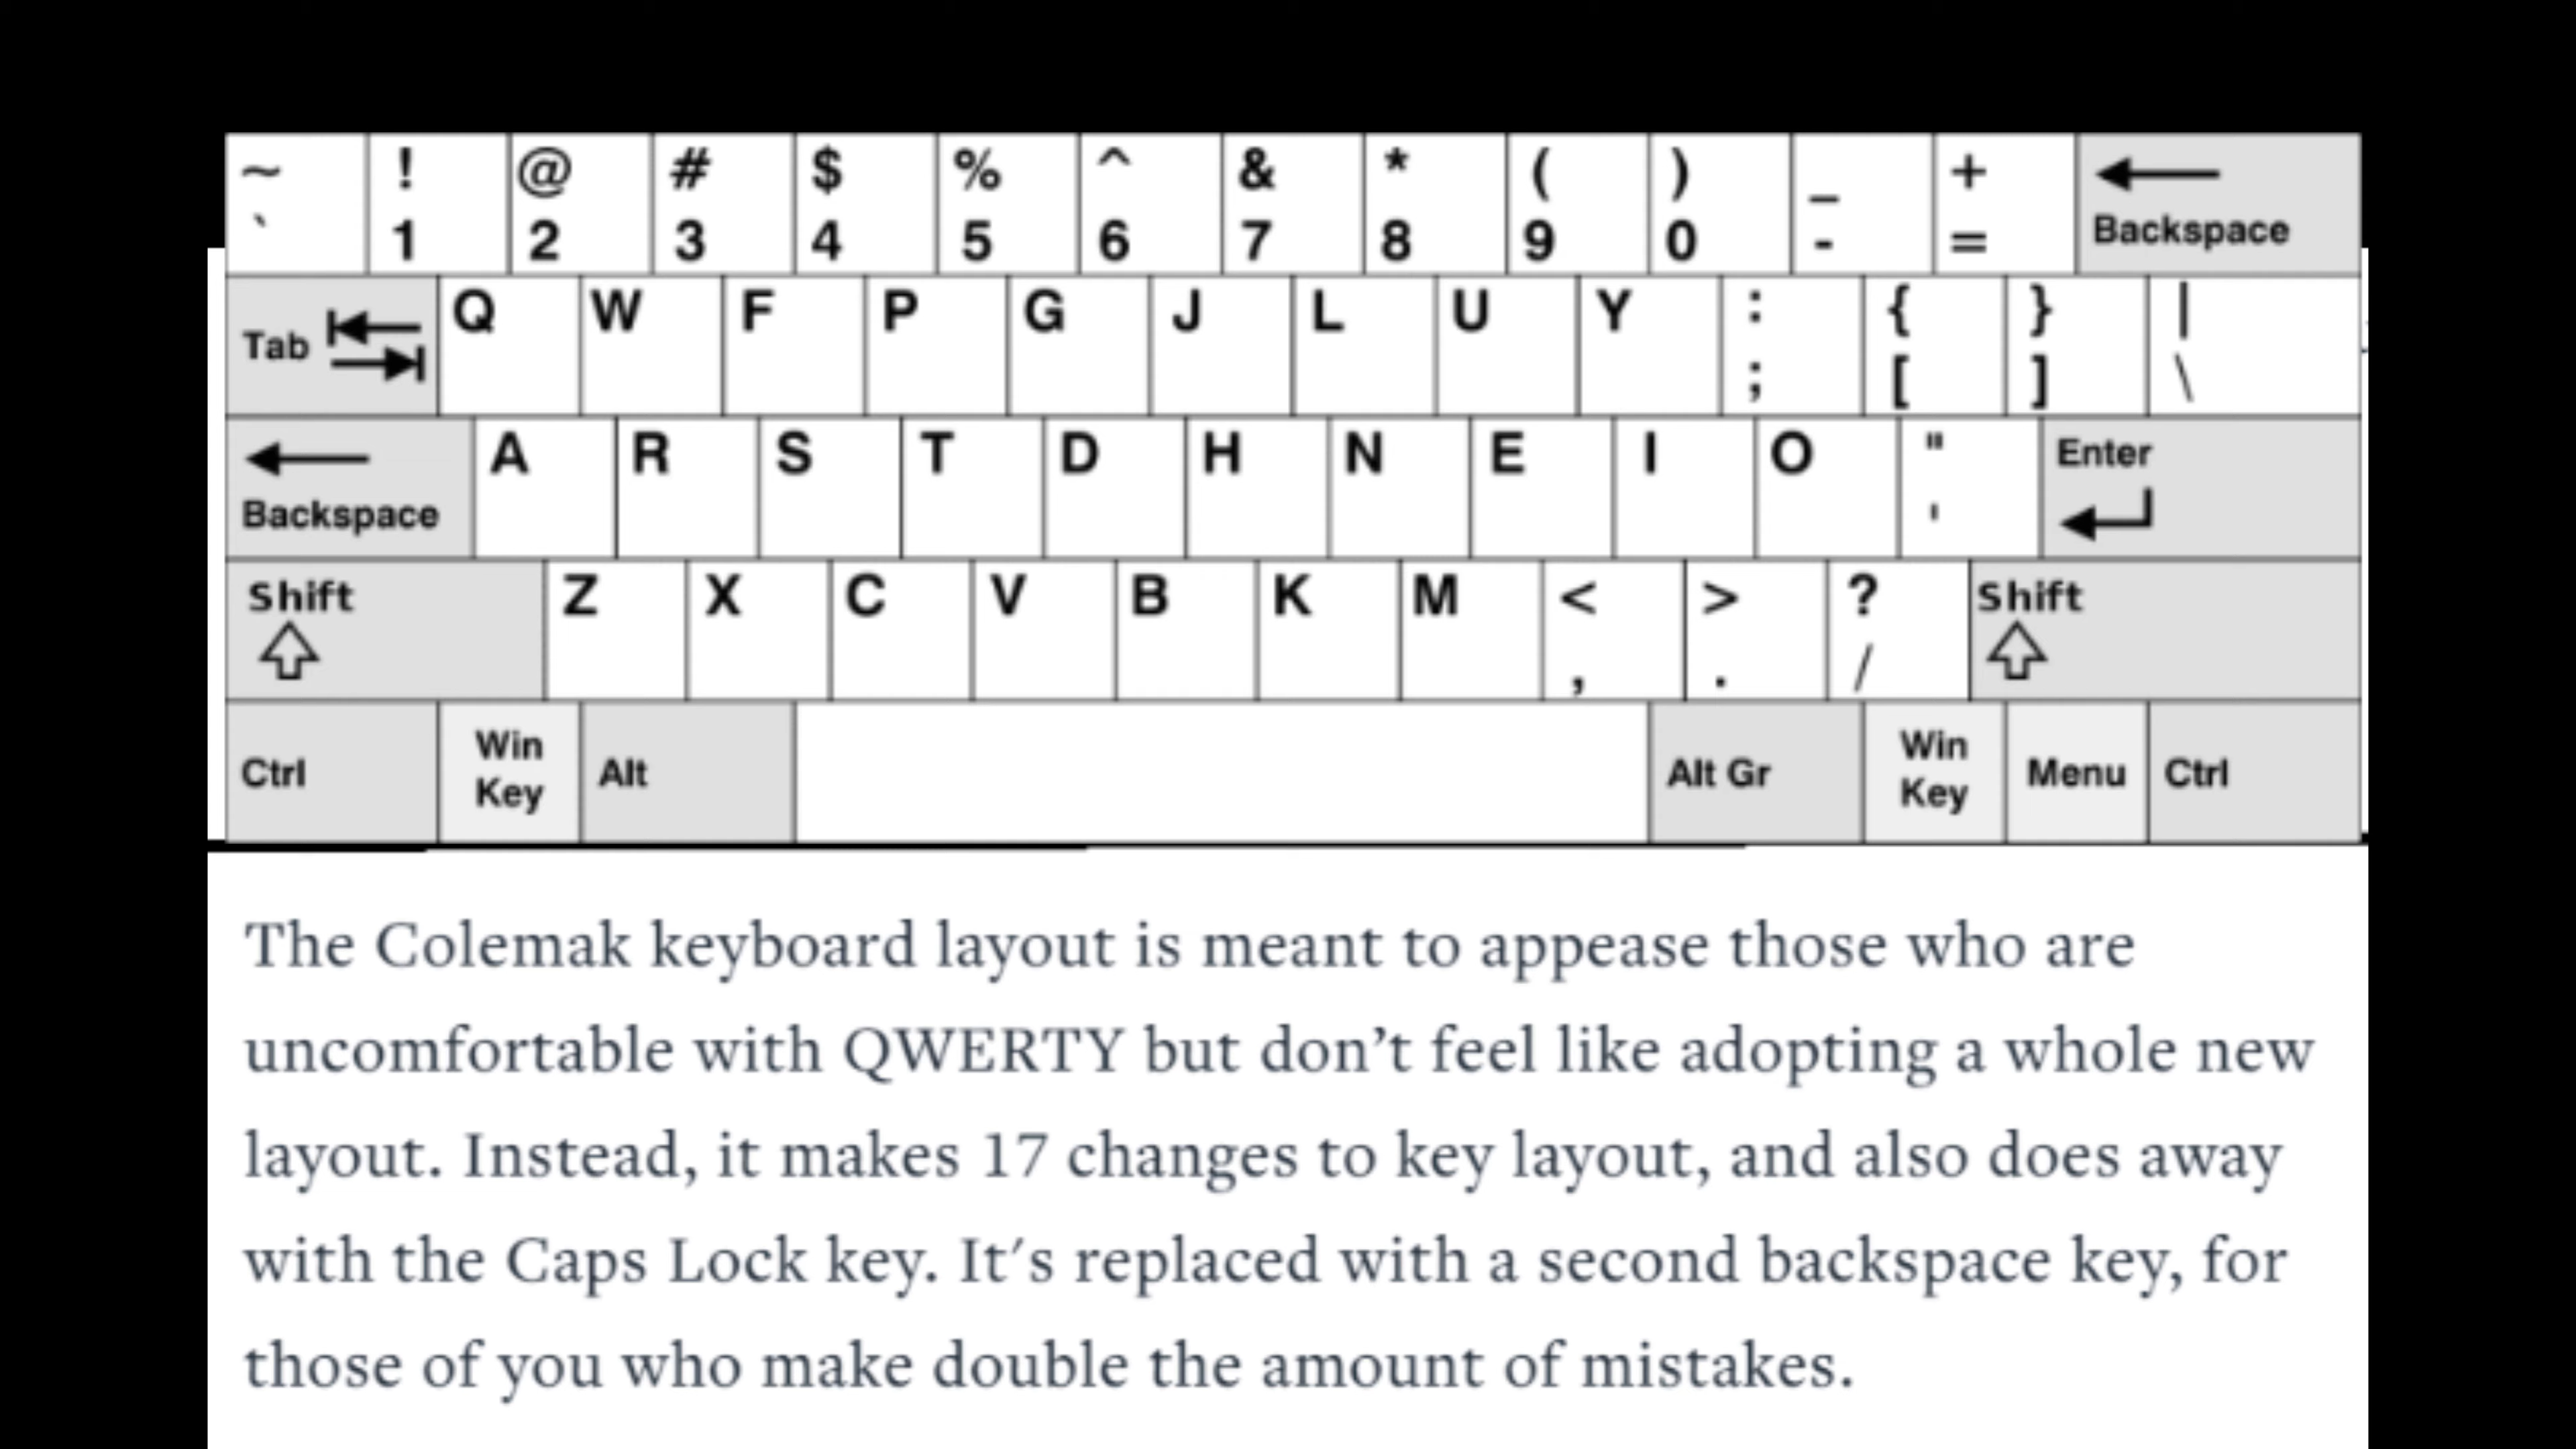 ~ ! @ # $ % ^ & * ( ) _ +
` 1 2 3 4 5 6 7 8 9 0 - = Backspace
Tab Q W F P G J L U Y : { } |
; [ ] \
A R S T D H N E I O " Enter
Backspace '
Shift Z X C V B K M < > ? Shift
, . /
Ctrl Win Key Alt Alt Gr Win Key Menu Ctrl
The Colemak keyboard layout is meant to appease those who are
uncomfortable with QWERTY but don’t feel like adopting a whole new
layout. Instead, it makes 17 changes to key layout, and also does away
with the Caps Lock key. It's replaced with a second backspace key, for
those of you who make double the amount of mistakes.